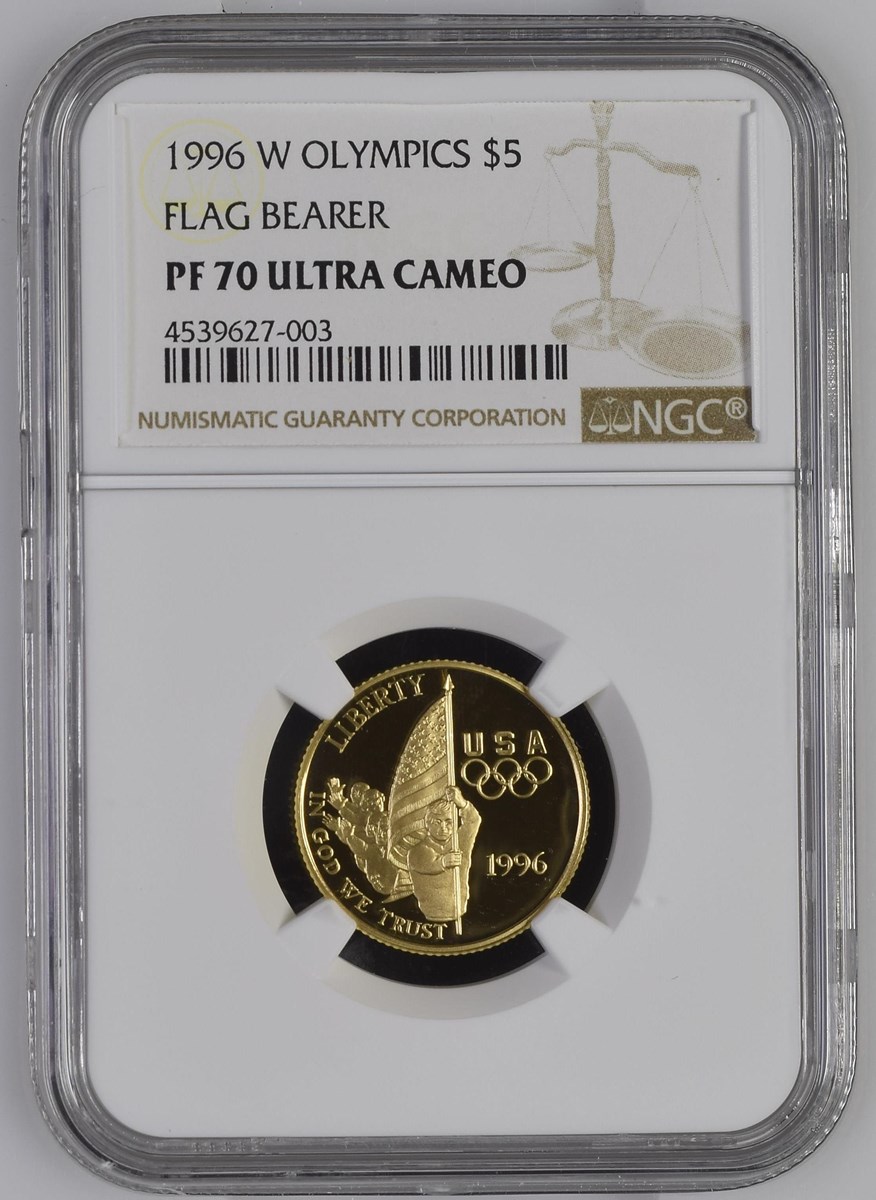 1996 W OLYMPICS $5
FLAG BEARER
PF 70 ULTRA CAMEO
4539627-003
NUMISMATIC GUARANTY CORPORATION
NGC®
LIBERTY
USA
IN GOD WE TRUST
1996